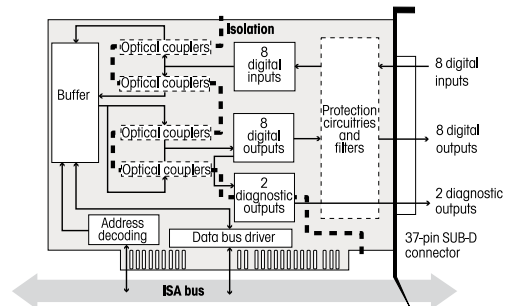 Isolation
Optical couplers
Optical couplers
Buffer
Optical couplers
Optical couplers
8
digital
inputs
8
digital
outputs
2
diagnostic
outputs
Protection
circuitries
and
filters
8 digital
inputs
8 digital
outputs
2 diagnostic
outputs
37-pin SUB-D
connector
Address
decoding
Data bus driver
ISA bus